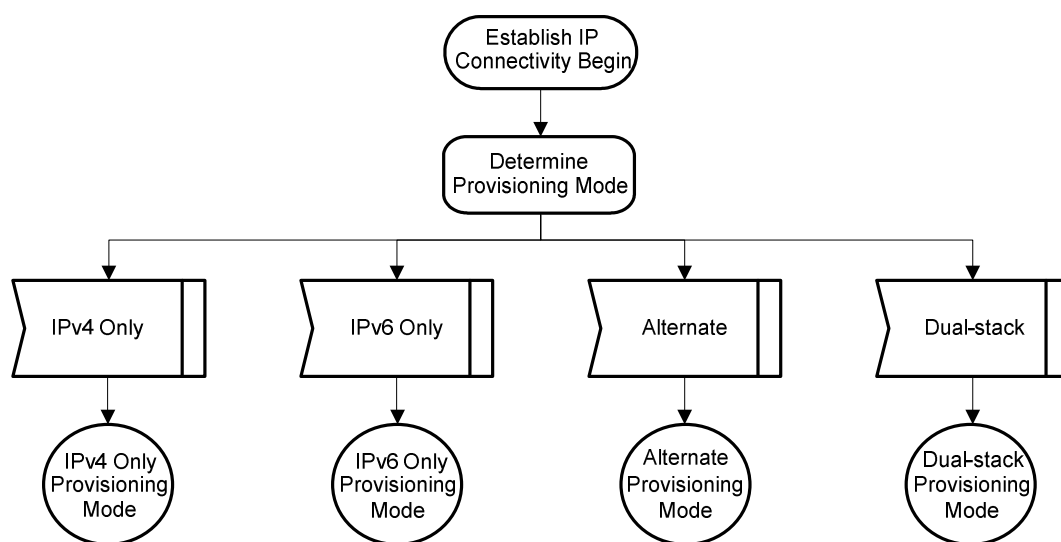 Establish IP
Connectivity Begin
Determine
Provisioning Mode
IPv4 Only
IPv6 Only
Alternate
Dual-stack
IPv4 Only
Provisioning
Mode
IPv6 Only
Provisioning
Mode
Alternate
Provisioning
Mode
Dual-stack
Provisioning
Mode